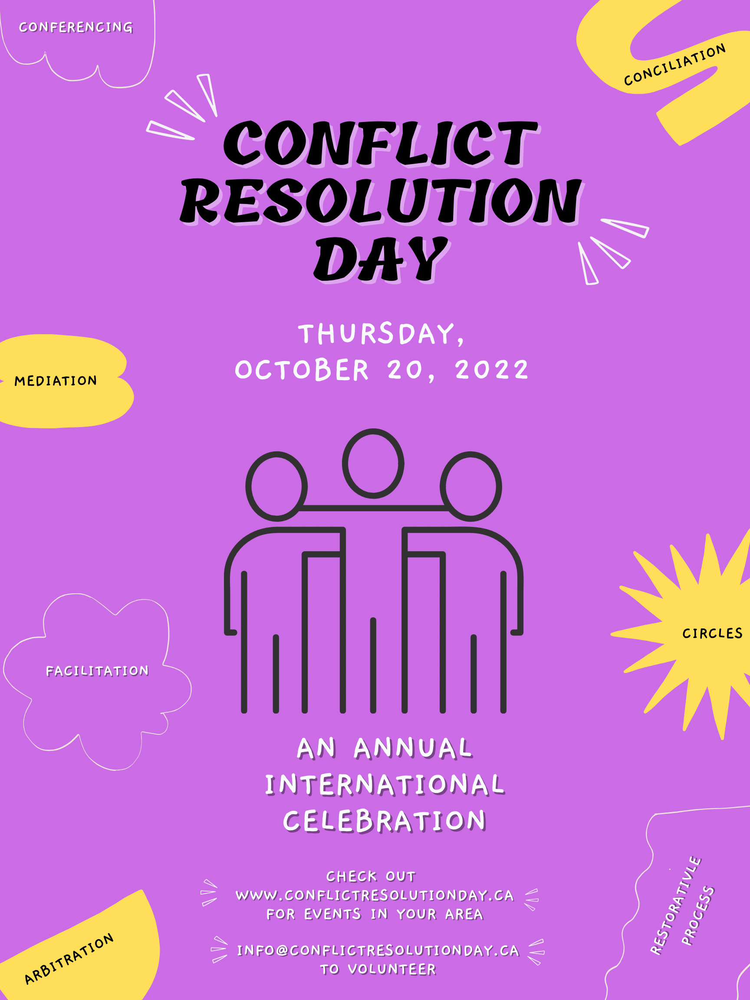 CONFERENCING
CONCILIATION
CONFLICT
RESOLUTION
DAY
THURSDAY,
OCTOBER 20, 2022
MEDIATION
CIRCLES
FACILITATION
AN ANNUAL
INTERNATIONAL
CELEBRATION
CHECK OUT
WWW.CONFLICTRESOLUTIONDAY.CA
FOR EVENTS IN YOUR AREA
INFO@CONFLICTRESOLUTIONDAY.CA
TO VOLUNTEER
RESTORATIVLE
PROCESS
ARBITRATION